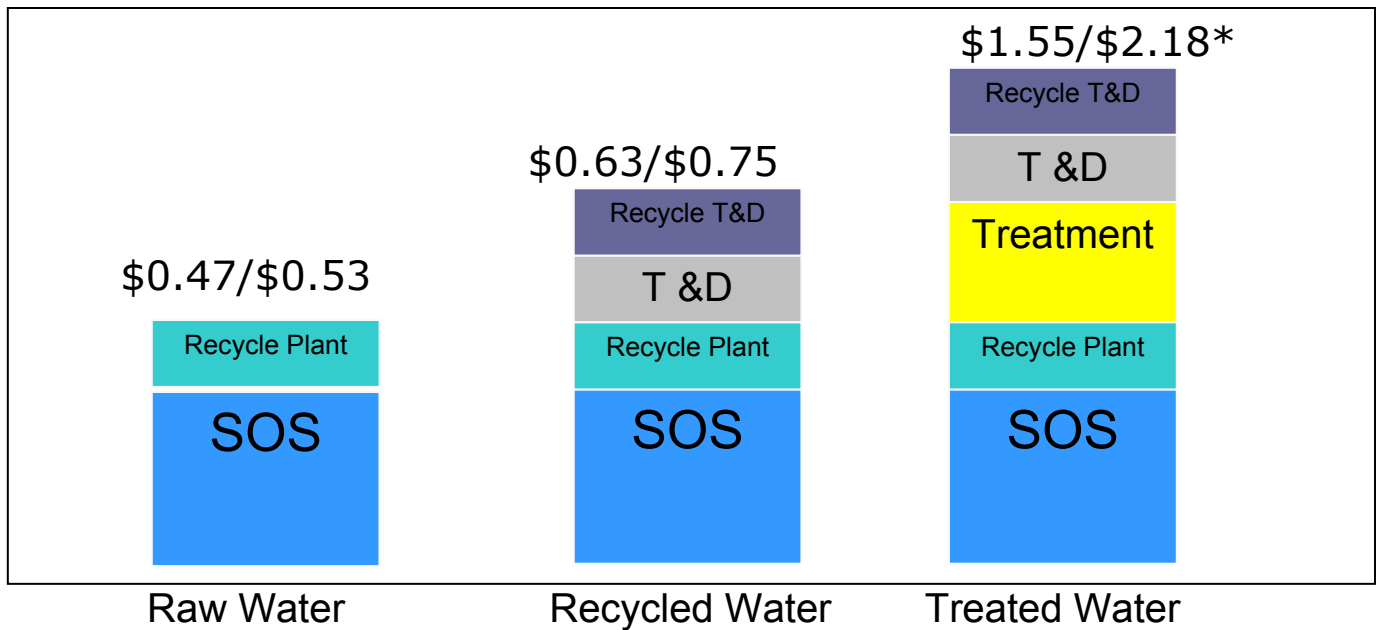 $0.47/$0.53
Recycle Plant
SOS
Raw Water
$0.63/$0.75
Recycle T&D
T &D
Recycle Plant
SOS
Recycled Water
$1.55/$2.18*
Recycle T&D
T &D
Treatment
Recycle Plant
SOS
Treated Water